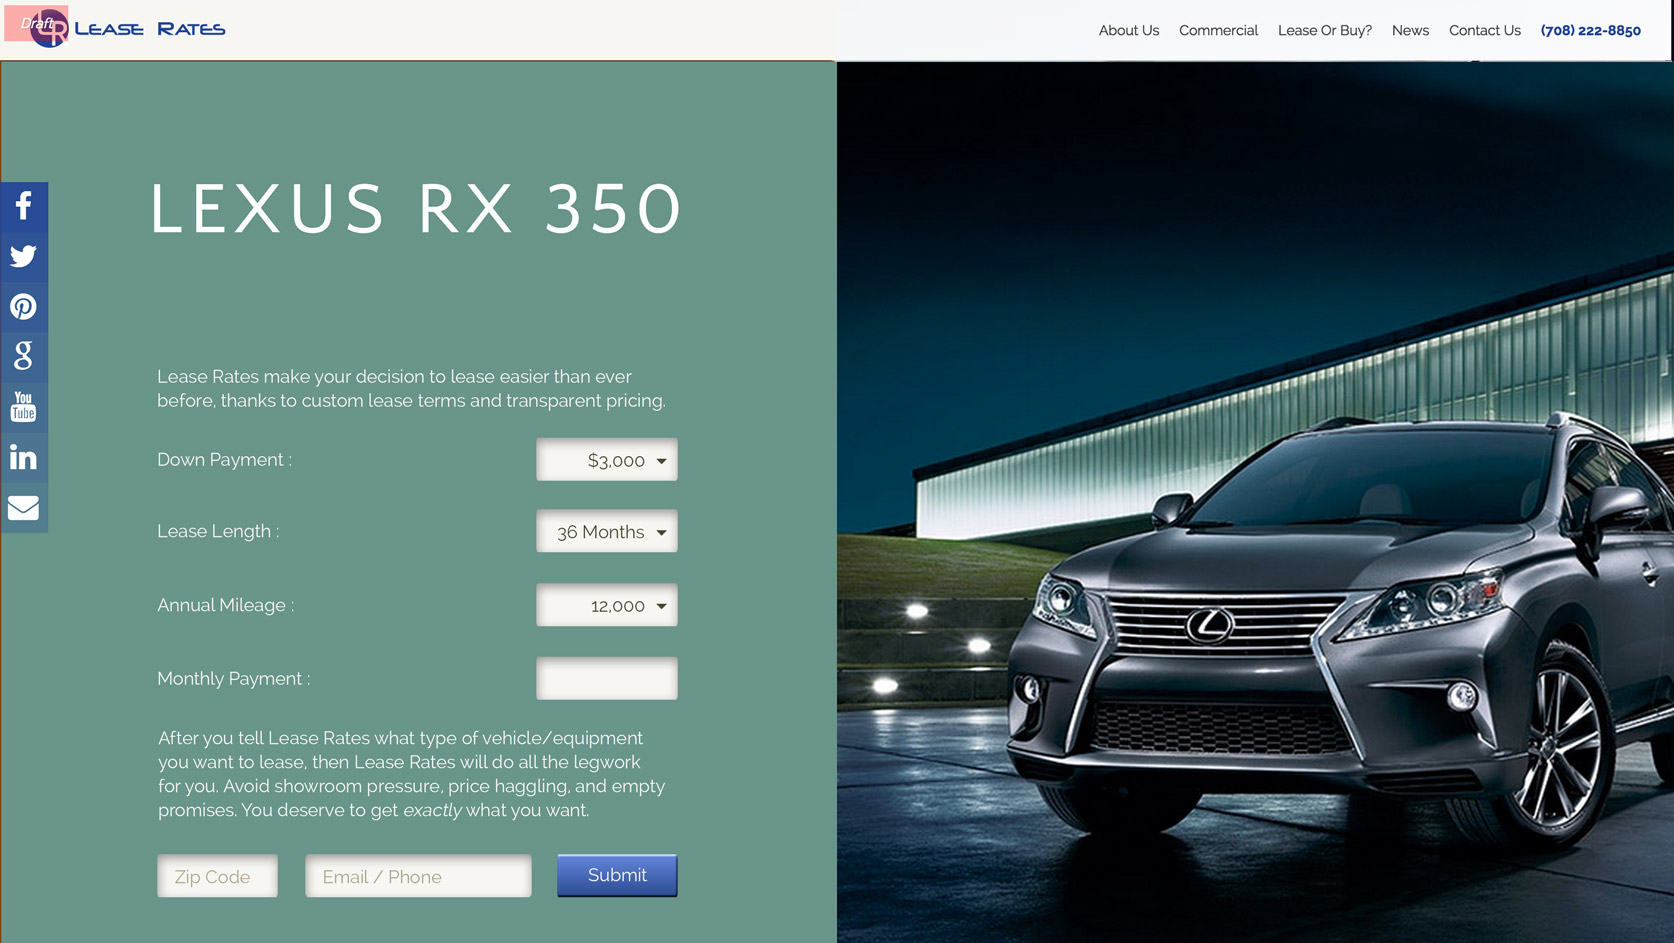 Draft
LR
LEASE RATES
About Us
Commercial
Lease Or Buy?
News
Contact Us
(708) 222-8850
LEXUS RX 350
You
Tube
in
Lease Rates make your decision to lease easier than ever
before, thanks to custom lease terms and transparent pricing.
Down Payment :
$3,000
Lease Length :
36 Months
Annual Mileage :
12,000
Monthly Payment :
After you tell Lease Rates what type of vehicle/equipment
you want to lease, then Lease Rates will do all the legwork
for you. Avoid showroom pressure, price haggling, and empty
promises. You deserve to get exactly what you want.
Zip Code
Email / Phone
Submit